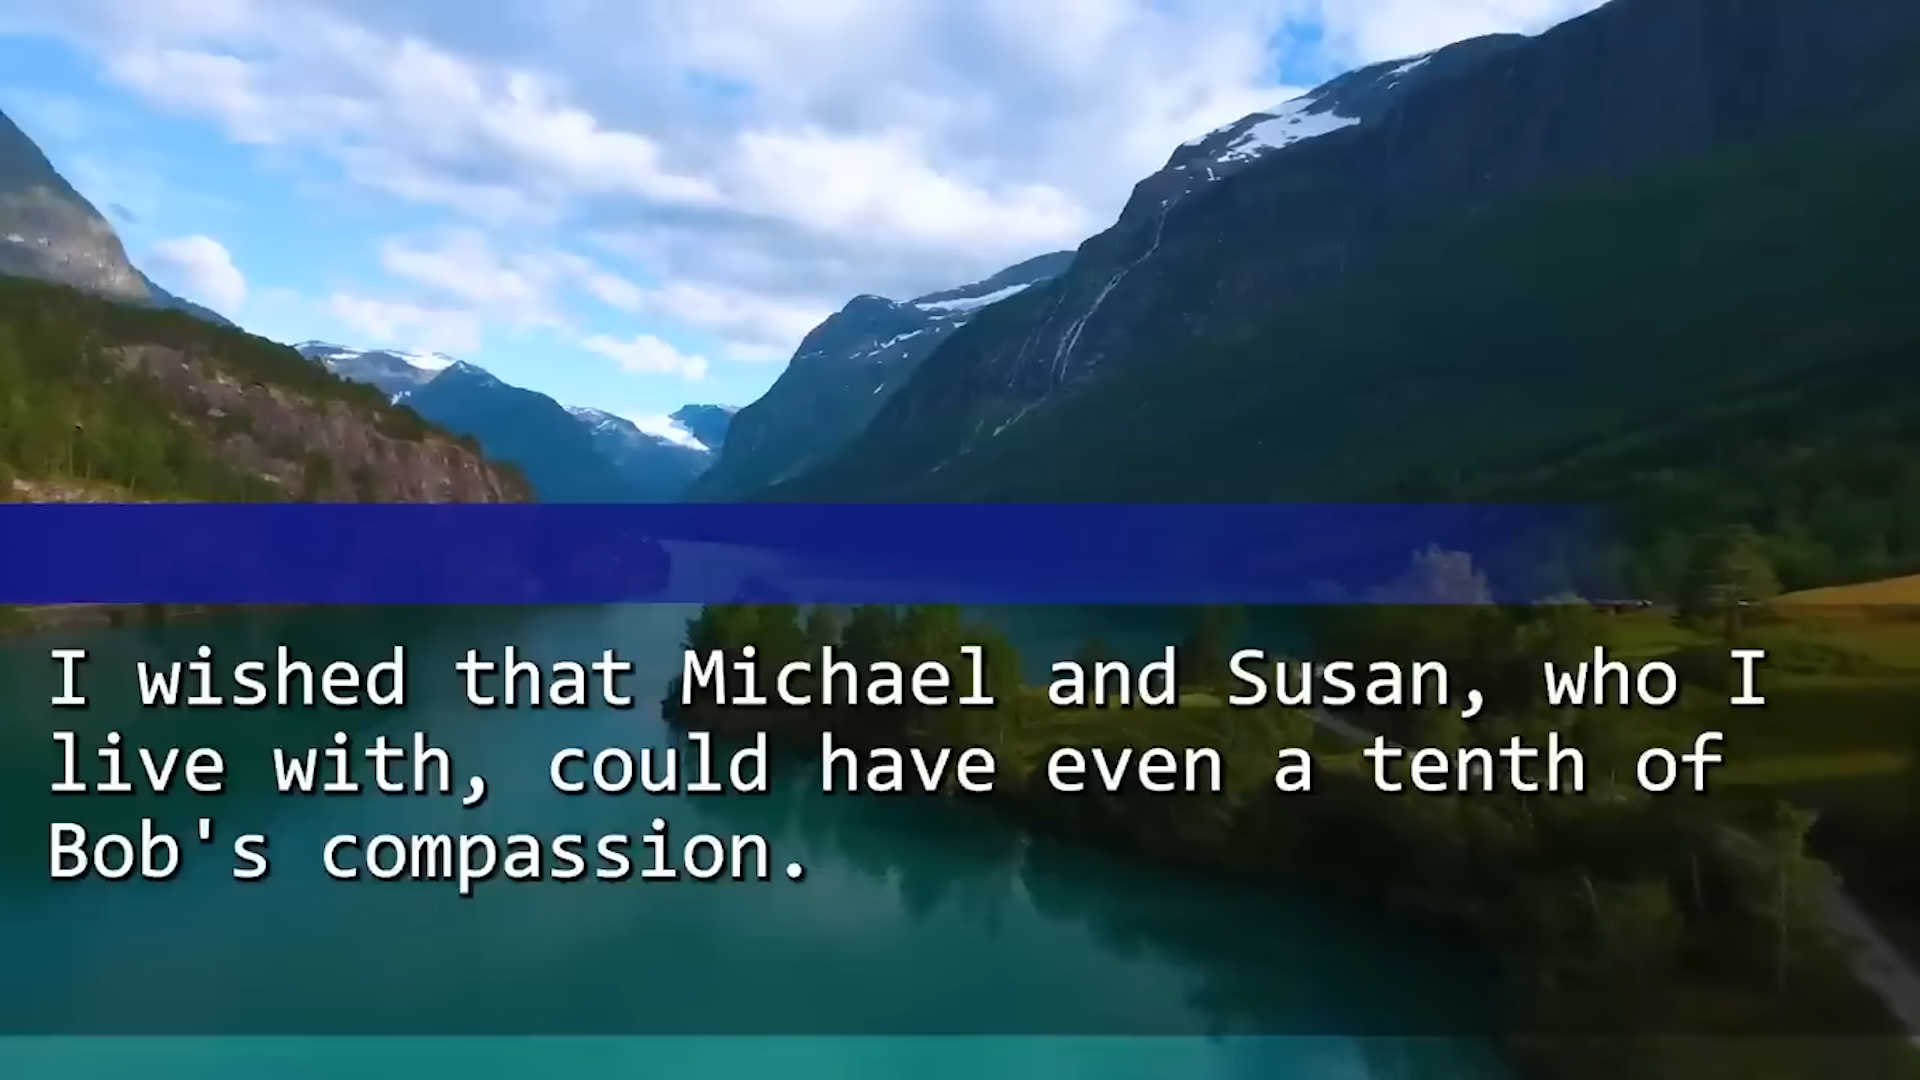 I wished that Michael and Susan, who I
live with, could have even a tenth of
Bob's compassion.